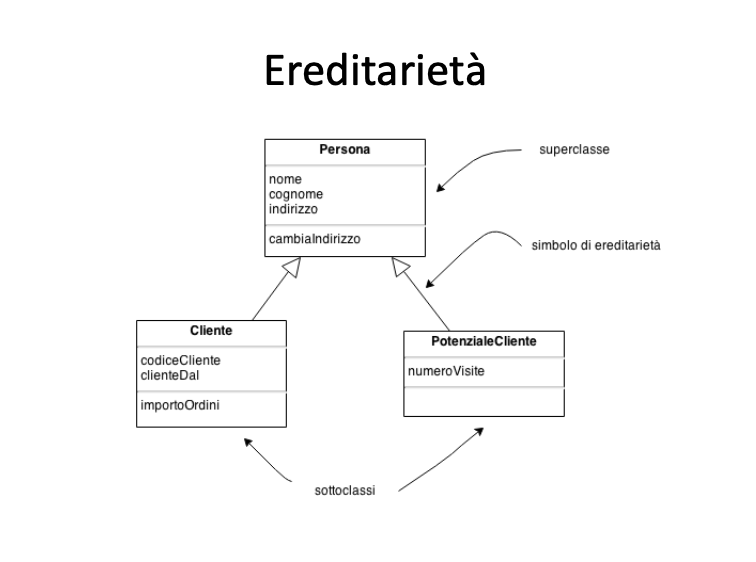 Ereditarietà
Persona
nome
cognome
indirizzo
cambiaIndirizzo
superclasse
simbolo di ereditarietà
Cliente
codiceCliente
clienteDal
importoOrdini
PotenzialeCliente
numeroVisite
sottoclassi